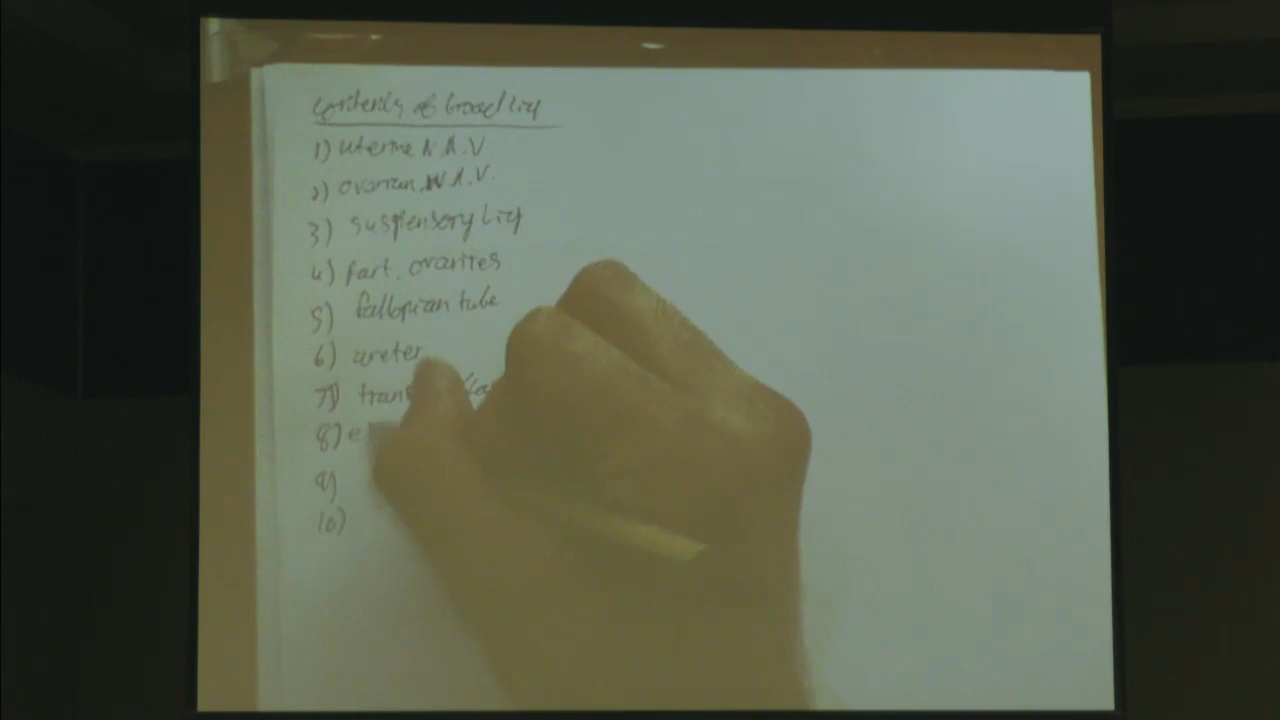 Contents of broad lig
1) uterine N.A.V
2) ovarian N.A.V.
3) suspensory lig
4) part. ovarires
5) fallopian tube
6) ureter
7)
8)
9)
10)